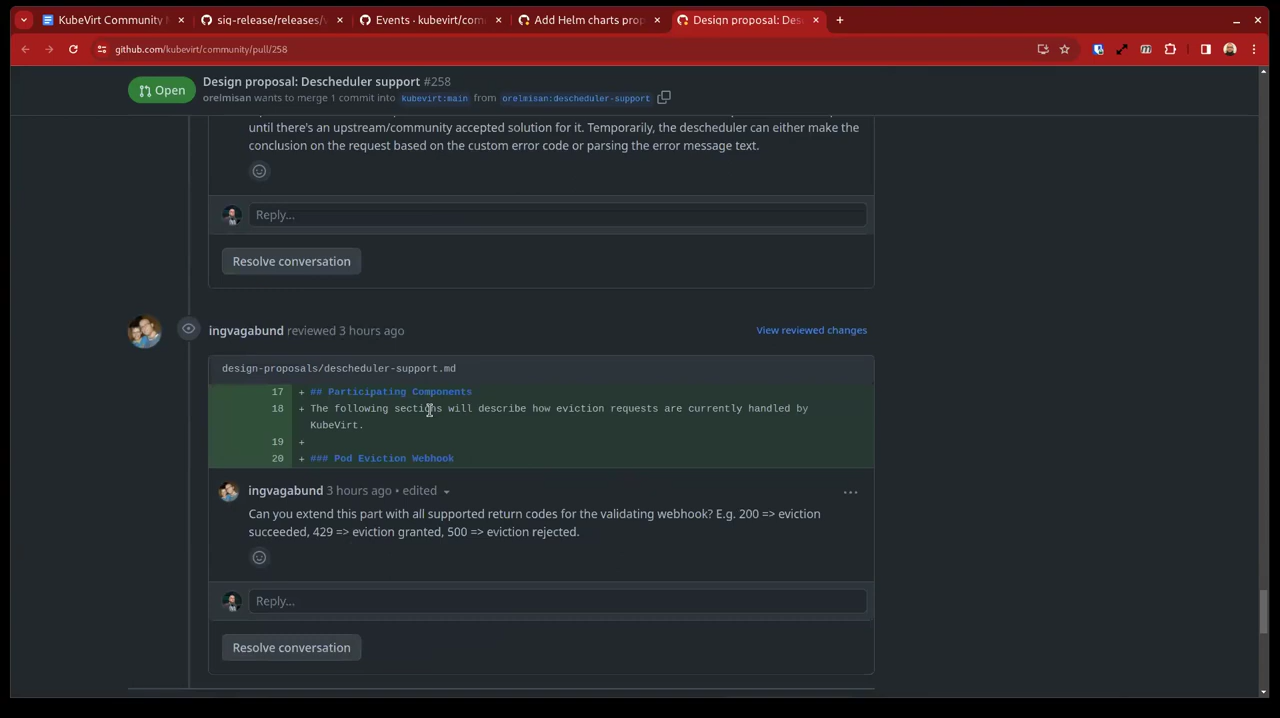 KubeVirt Community M
sig-release/releases/v
Events · kubevirt/com
Add Helm charts prop
Design proposal: Des
github.com/kubevirt/community/pull/258
Open
Design proposal: Descheduler support #258
orelmisan wants to merge 1 commit into kubevirt:main from orelmisan:descheduler-support
until there's an upstream/community accepted solution for it. Temporarily, the descheduler can either make the
conclusion on the request based on the custom error code or parsing the error message text.
Reply...
Resolve conversation
ingvagabund reviewed 3 hours ago
View reviewed changes
design-proposals/descheduler-support.md
17 + ## Participating Components
18 + The following sections will describe how eviction requests are currently handled by
KubeVirt.
19 +
20 + ### Pod Eviction Webhook
ingvagabund 3 hours ago • edited
Can you extend this part with all supported return codes for the validating webhook? E.g. 200 => eviction
succeeded, 429 => eviction granted, 500 => eviction rejected.
Reply...
Resolve conversation